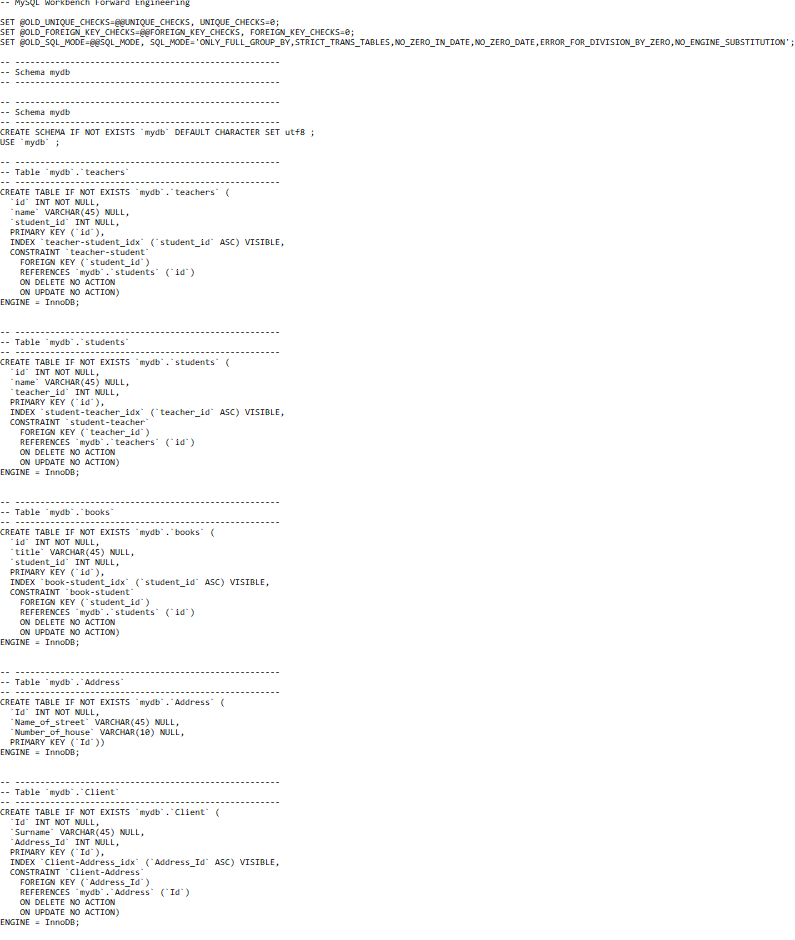 -- MySQL Workbench Forward Engineering
SET @OLD_UNIQUE_CHECKS=@@UNIQUE_CHECKS, UNIQUE_CHECKS=0;
SET @OLD_FOREIGN_KEY_CHECKS=@@FOREIGN_KEY_CHECKS, FOREIGN_KEY_CHECKS=0;
SET @OLD_SQL_MODE=@@SQL_MODE, SQL_MODE='ONLY_FULL_GROUP_BY,STRICT_TRANS_TABLES,NO_ZERO_IN_DATE,NO_ZERO_DATE,ERROR_FOR_DIVISION_BY_ZERO,NO_ENGINE_SUBSTITUTION';
-- -----------------------------------------------------
-- Schema mydb
-- -----------------------------------------------------
-- -----------------------------------------------------
-- Schema mydb
-- -----------------------------------------------------
CREATE SCHEMA IF NOT EXISTS `mydb` DEFAULT CHARACTER SET utf8 ;
USE `mydb` ;
-- -----------------------------------------------------
-- Table `mydb`.`teachers`
-- -----------------------------------------------------
CREATE TABLE IF NOT EXISTS `mydb`.`teachers` (
  `id` INT NOT NULL,
  `name` VARCHAR(45) NULL,
  `student_id` INT NULL,
  PRIMARY KEY (`id`),
  INDEX `teacher-student_idx` (`student_id` ASC) VISIBLE,
  CONSTRAINT `teacher-student`
    FOREIGN KEY (`student_id`)
    REFERENCES `mydb`.`students` (`id`)
    ON DELETE NO ACTION
    ON UPDATE NO ACTION)
ENGINE = InnoDB;
-- -----------------------------------------------------
-- Table `mydb`.`students`
-- -----------------------------------------------------
CREATE TABLE IF NOT EXISTS `mydb`.`students` (
  `id` INT NOT NULL,
  `name` VARCHAR(45) NULL,
  `teacher_id` INT NULL,
  PRIMARY KEY (`id`),
  INDEX `student-teacher_idx` (`teacher_id` ASC) VISIBLE,
  CONSTRAINT `student-teacher`
    FOREIGN KEY (`teacher_id`)
    REFERENCES `mydb`.`teachers` (`id`)
    ON DELETE NO ACTION
    ON UPDATE NO ACTION)
ENGINE = InnoDB;
-- -----------------------------------------------------
-- Table `mydb`.`books`
-- -----------------------------------------------------
CREATE TABLE IF NOT EXISTS `mydb`.`books` (
  `id` INT NOT NULL,
  `title` VARCHAR(45) NULL,
  `student_id` INT NULL,
  PRIMARY KEY (`id`),
  INDEX `book-student_idx` (`student_id` ASC) VISIBLE,
  CONSTRAINT `book-student`
    FOREIGN KEY (`student_id`)
    REFERENCES `mydb`.`students` (`id`)
    ON DELETE NO ACTION
    ON UPDATE NO ACTION)
ENGINE = InnoDB;
-- -----------------------------------------------------
-- Table `mydb`.`Address`
-- -----------------------------------------------------
CREATE TABLE IF NOT EXISTS `mydb`.`Address` (
  `Id` INT NOT NULL,
  `Name_of_street` VARCHAR(45) NULL,
  `Number_of_house` VARCHAR(10) NULL,
  PRIMARY KEY (`Id`))
ENGINE = InnoDB;
-- -----------------------------------------------------
-- Table `mydb`.`Client`
-- -----------------------------------------------------
CREATE TABLE IF NOT EXISTS `mydb`.`Client` (
  `Id` INT NOT NULL,
  `Surname` VARCHAR(45) NULL,
  `Address_Id` INT NULL,
  PRIMARY KEY (`Id`),
  INDEX `Client-Address_idx` (`Address_Id` ASC) VISIBLE,
  CONSTRAINT `Client-Address`
    FOREIGN KEY (`Address_Id`)
    REFERENCES `mydb`.`Address` (`Id`)
    ON DELETE NO ACTION
    ON UPDATE NO ACTION)
ENGINE = InnoDB;